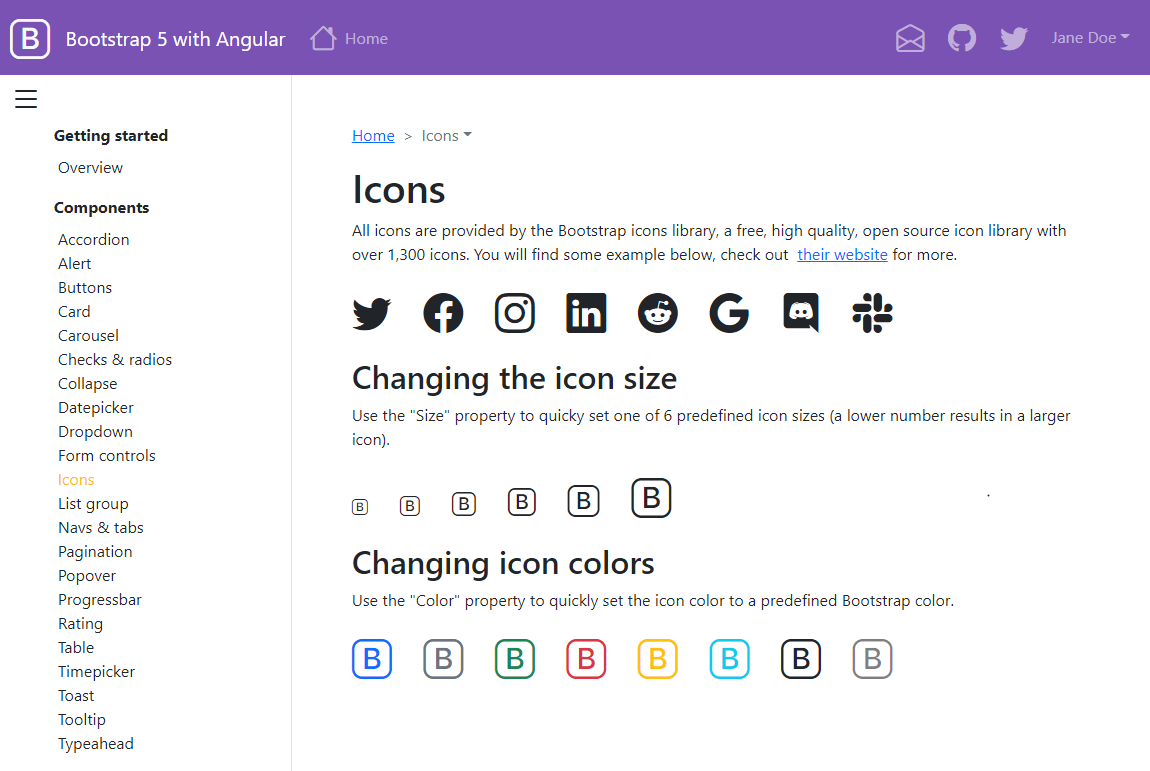 B Bootstrap 5 with Angular Home Jane Doe
Getting started
Overview
Components
Accordion
Alert
Buttons
Card
Carousel
Checks & radios
Collapse
Datepicker
Dropdown
Form controls
Icons
List group
Navs & tabs
Pagination
Popover
Progressbar
Rating
Table
Timepicker
Toast
Tooltip
Typeahead
Home > Icons
Icons
All icons are provided by the Bootstrap icons library, a free, high quality, open source icon library with
over 1,300 icons. You will find some example below, check out their website for more.
in G
Changing the icon size
Use the "Size" property to quicky set one of 6 predefined icon sizes (a lower number results in a larger
icon).
B B B B B B
Changing icon colors
Use the "Color" property to quickly set the icon color to a predefined Bootstrap color.
B B B B B B B B